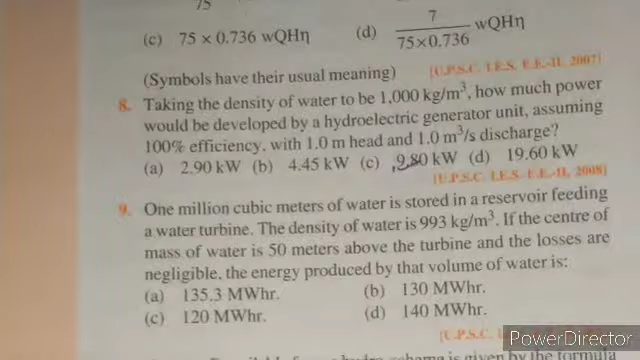 75
(c) 75 × 0.736 wQHη (d) 7/75×0.736 wQHη
(Symbols have their usual meaning) [U.P.S.C. I.E.S. E.E.-II, 2007]
8. Taking the density of water to be 1,000 kg/m³, how much power
would be developed by a hydroelectric generator unit, assuming
100% efficiency, with 1.0 m head and 1.0 m³/s discharge?
(a) 2.90 kW (b) 4.45 kW (c) 9.80 kW (d) 19.60 kW
[U.P.S.C. I.E.S. E.E.-II, 2008]
9. One million cubic meters of water is stored in a reservoir feeding
a water turbine. The density of water is 993 kg/m³. If the centre of
mass of water is 50 meters above the turbine and the losses are
negligible, the energy produced by that volume of water is:
(a) 135.3 MWhr. (b) 130 MWhr.
(c) 120 MWhr. (d) 140 MWhr.
[U.P.S.C.
PowerDirector
is given by the formula